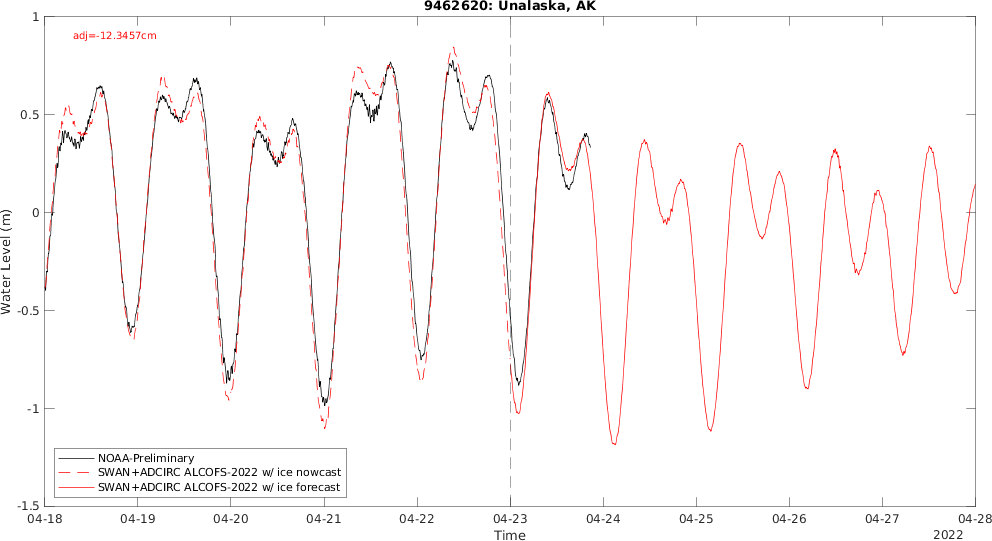 9462620: Unalaska, AK
adj=-12.3457cm
1
0.5
0
-0.5
-1
-1.5
Water Level (m)
NOAA-Preliminary
SWAN+ADCIRC ALCOFS-2022 w/ ice nowcast
SWAN+ADCIRC ALCOFS-2022 w/ ice forecast
04-18 04-19 04-20 04-21 04-22 04-23 04-24 04-25 04-26 04-27 04-28
Time
2022